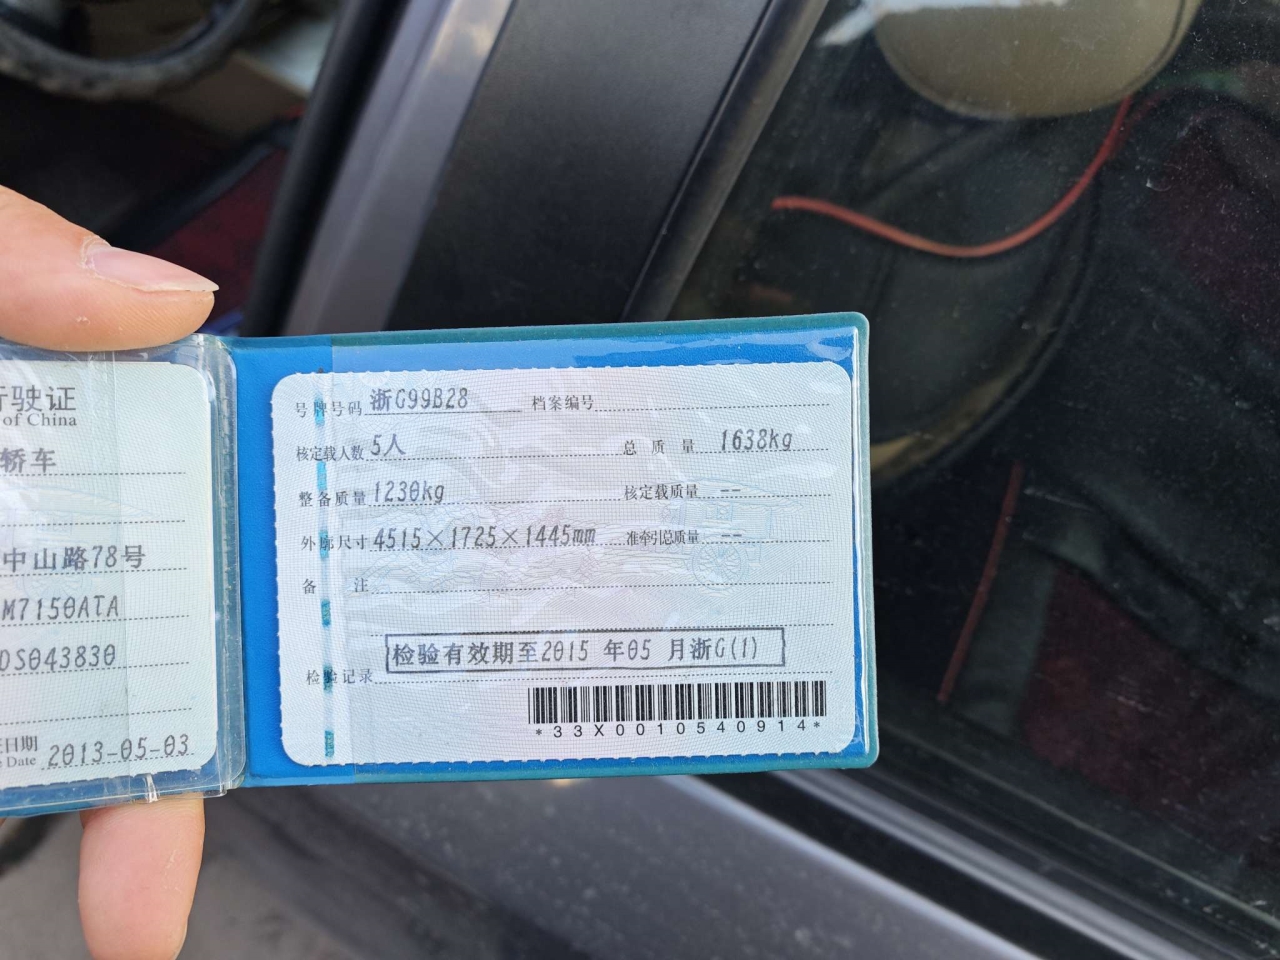 行驶证
of China
轿车
中山路78号
M7150ATA
DS043830
日期 2013-05-03
Date
号牌号码 浙G99B28 档案编号
核定载人数 5人 总质量 1638kg
整备质量 1230kg 核定载质量 --
外廓尺寸 4515×1725×1445mm 准牵引总质量 --
备注
检验有效期至2015 年05 月浙G(1)
检验记录
*33X0010540914*